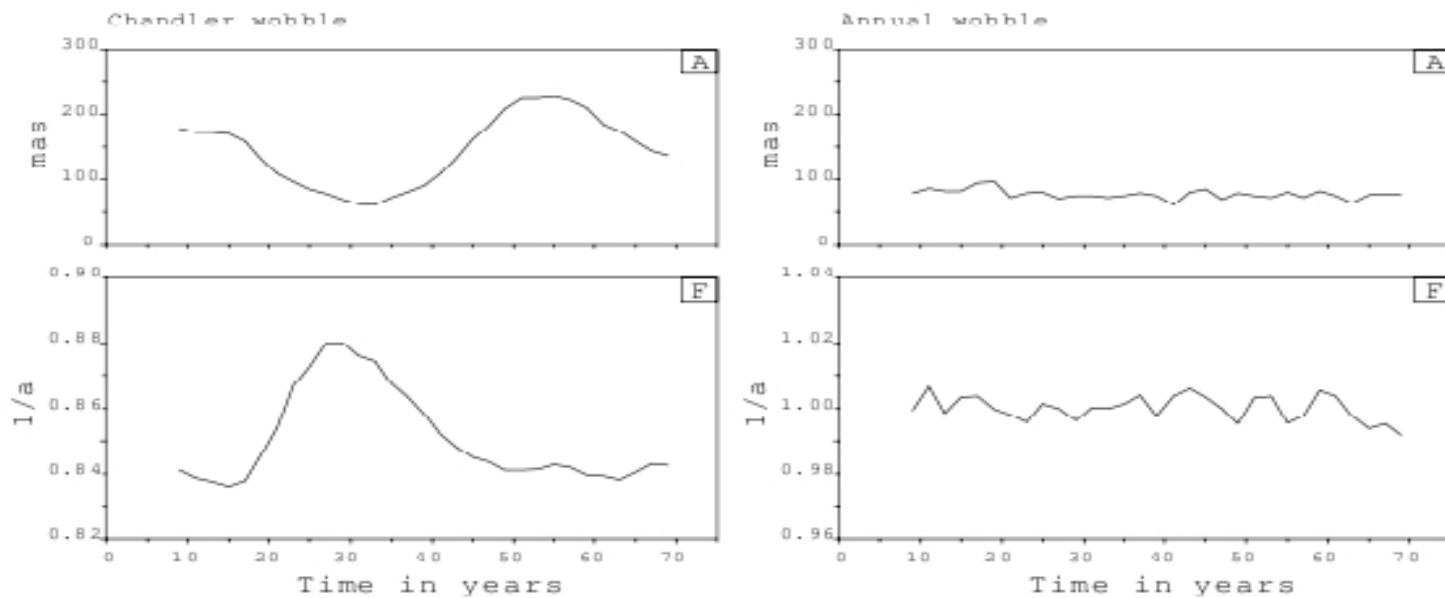 Chandler wobble
300
200
100
0
mas
A
0.90
0.88
0.86
0.84
0.82
1/a
F
0 10 20 30 40 50 60 70
Time in years
Annual wobble
300
200
100
0
mas
A
1.04
1.02
1.00
0.98
0.96
1/a
F
0 10 20 30 40 50 60 70
Time in years